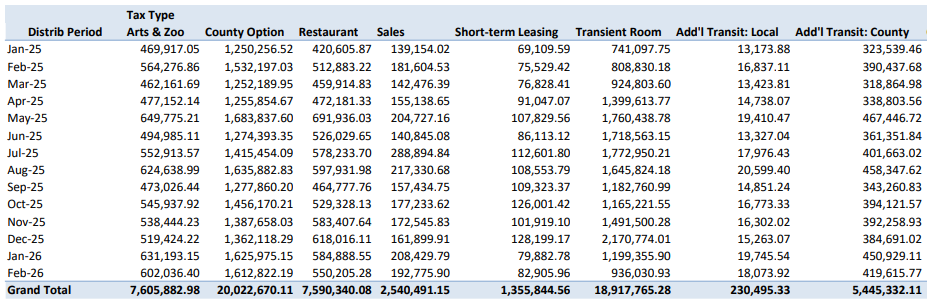 Tax Type
Distrib Period Arts & Zoo County Option Restaurant Sales Short-term Leasing Transient Room Add'l Transit: Local Add'l Transit: County
Jan-25 469,917.05 1,250,256.52 420,605.87 139,154.02 69,109.59 741,097.75 13,173.88 323,539.46
Feb-25 564,276.86 1,532,197.03 512,883.22 181,604.53 75,529.42 808,830.18 16,837.11 390,437.68
Mar-25 462,161.69 1,252,189.95 459,914.83 142,476.39 76,828.41 924,803.60 13,423.81 318,864.98
Apr-25 477,152.14 1,255,854.67 472,181.33 155,138.65 91,047.07 1,399,613.77 14,738.07 338,803.56
May-25 649,775.21 1,683,837.60 691,936.03 204,727.16 107,829.56 1,760,438.78 19,410.47 467,446.72
Jun-25 494,985.11 1,274,393.35 526,029.65 140,845.08 86,113.12 1,718,563.15 13,327.04 361,351.84
Jul-25 552,913.57 1,415,454.09 578,233.70 288,894.84 112,601.80 1,772,950.21 17,976.43 401,663.02
Aug-25 624,638.99 1,635,882.83 597,931.98 217,330.68 108,553.79 1,645,824.18 20,599.40 458,347.62
Sep-25 473,026.44 1,277,860.20 464,777.76 157,434.75 109,323.37 1,182,760.99 14,851.24 343,260.83
Oct-25 545,937.92 1,456,170.21 529,328.13 177,233.62 126,001.42 1,165,221.55 16,773.33 394,121.57
Nov-25 538,444.23 1,387,658.03 583,407.64 172,545.83 101,919.10 1,491,500.28 16,302.02 392,258.93
Dec-25 519,424.22 1,362,118.29 618,016.11 161,899.91 128,199.17 2,170,774.01 15,263.07 384,691.02
Jan-26 631,193.15 1,625,975.15 584,888.55 208,429.79 79,882.78 1,199,355.90 19,745.54 450,929.11
Feb-26 602,036.40 1,612,822.19 550,205.28 192,775.90 82,905.96 936,030.93 18,073.92 419,615.77
Grand Total 7,605,882.98 20,022,670.11 7,590,340.08 2,540,491.15 1,355,844.56 18,917,765.28 230,495.33 5,445,332.11